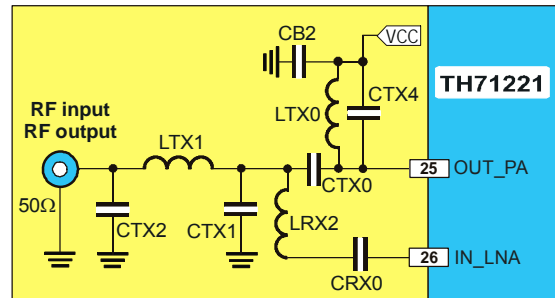 CB2
VCC
TH71221
LTX0
CTX4
RF input
RF output
LTX1
50Ω
CTX2
CTX1
CTX0
25
OUT_PA
LRX2
CRX0
26
IN_LNA